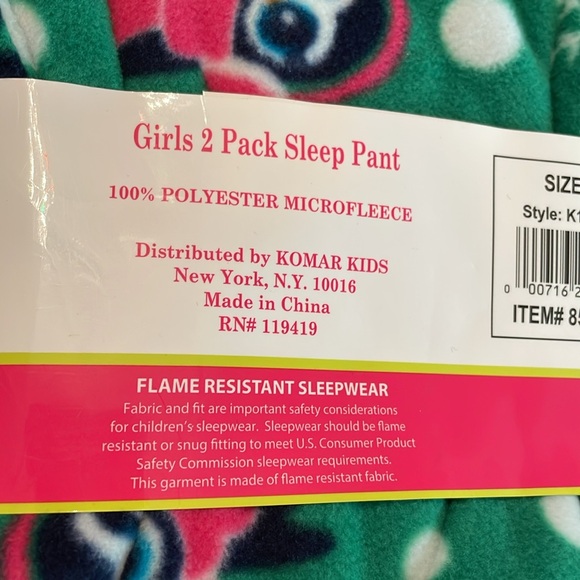 Girls 2 Pack Sleep Pant
100% POLYESTER MICROFLEECE
Distributed by KOMAR KIDS
New York, N.Y. 10016
Made in China
RN# 119419
SIZE
Style: K1
0 00716 2
ITEM# 85
FLAME RESISTANT SLEEPWEAR
Fabric and fit are important safety considerations
for children's sleepwear. Sleepwear should be flame
resistant or snug fitting to meet U.S. Consumer Product
Safety Commission sleepwear requirements.
This garment is made of flame resistant fabric.